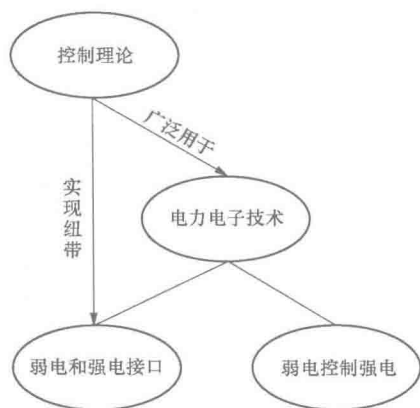 控制理论
广泛用于
实现纽带
电力电子技术
弱电和强电接口
弱电控制强电